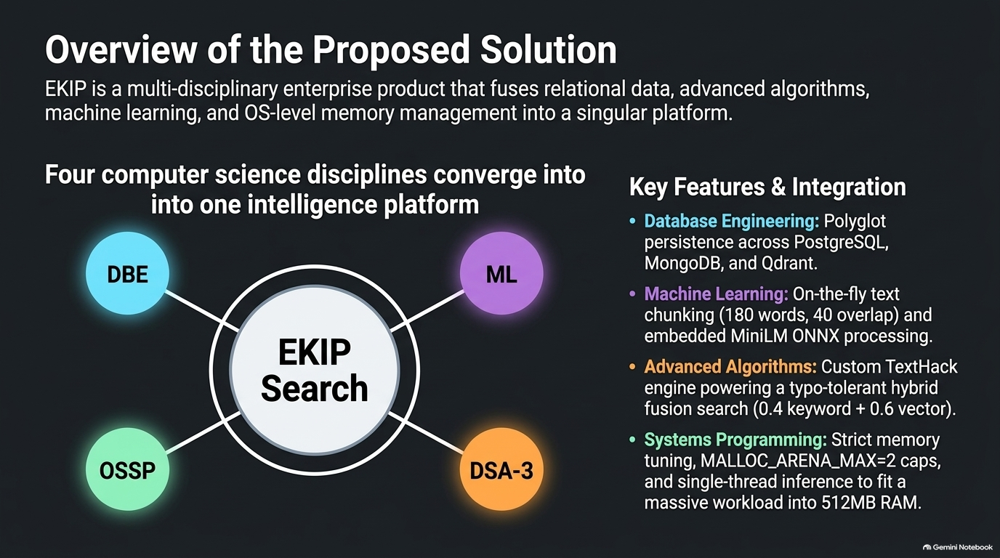 Overview of the Proposed Solution
EKIP is a multi-disciplinary enterprise product that fuses relational data, advanced algorithms,
machine learning, and OS-level memory management into a singular platform.
Four computer science disciplines converge into
into one intelligence platform
DBE
ML
EKIP
Search
OSSP
DSA-3
Key Features & Integration
• Database Engineering: Polyglot
persistence across PostgreSQL,
MongoDB, and Qdrant.
• Machine Learning: On-the-fly text
chunking (180 words, 40 overlap) and
embedded MiniLM ONNX processing.
• Advanced Algorithms: Custom TextHack
engine powering a typo-tolerant hybrid
fusion search (0.4 keyword + 0.6 vector).
• Systems Programming: Strict memory
tuning, MALLOC_ARENA_MAX=2 caps,
and single-thread inference to fit a
massive workload into 512MB RAM.
Gemini Notebook